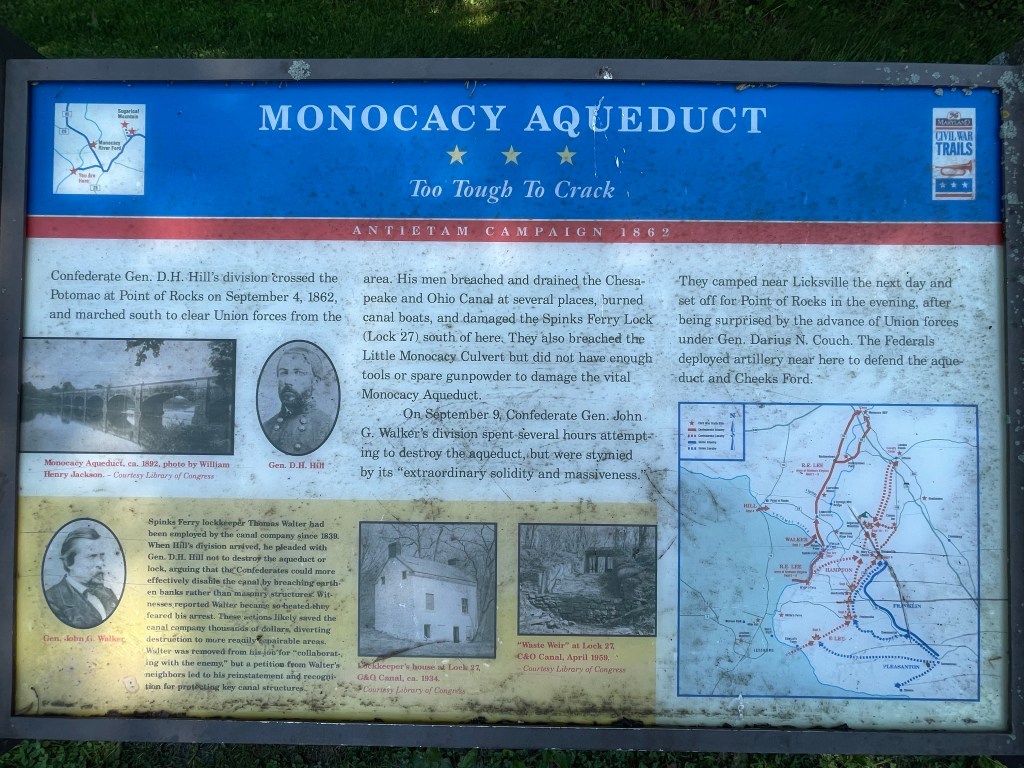 MONOCACY AQUEDUCT
Too Tough To Crack
ANTIETAM CAMPAIGN 1862
Sugarloaf
Mountain
Monocacy
River Ford
You Are
Here
MARYLAND
CIVIL WAR
TRAILS
Confederate Gen. D.H. Hill's division crossed the
Potomac at Point of Rocks on September 4, 1862,
and marched south to clear Union forces from the
area. His men breached and drained the Chesa-
peake and Ohio Canal at several places, burned
canal boats, and damaged the Spinks Ferry Lock
(Lock 27) south of here. They also breached the
Little Monocacy Culvert but did not have enough
tools or spare gunpowder to damage the vital
Monocacy Aqueduct.
On September 9, Confederate Gen. John
G. Walker's division spent several hours attempt-
ing to destroy the aqueduct, but were stymied
by its "extraordinary solidity and massiveness."
They camped near Licksville the next day and
set off for Point of Rocks in the evening, after
being surprised by the advance of Union forces
under Gen. Darius N. Couch. The Federals
deployed artillery near here to defend the aque-
duct and Cheeks Ford.
Monocacy Aqueduct, ca. 1892, photo by William
Henry Jackson. – Courtesy Library of Congress
Gen. D.H. Hill
Gen. John G. Walker
Spinks Ferry lockkeeper Thomas Walter had
been employed by the canal company since 1839.
When Hill's division arrived, he pleaded with
Gen. D.H. Hill not to destroy the aqueduct or
lock, arguing that the Confederates could more
effectively disable the canal by breaching earth-
en banks rather than masonry structures. Wit-
nesses reported Walter became so heated they
feared his arrest. These actions likely saved the
canal company thousands of dollars, diverting
destruction to more readily repairable areas.
Walter was removed from his job for "collaborat-
ing with the enemy," but a petition from Walter's
neighbors led to his reinstatement and recogni-
tion for protecting key canal structures.
Lockkeeper's house at Lock 27,
C&O Canal, ca. 1934.
– Courtesy Library of Congress
"Waste Weir" at Lock 27,
C&O Canal, April 1959.
– Courtesy Library of Congress
HILL
R.E. LEE
WALKER
R.E. LEE
HAMPTON
FRANKLIN
R.E. LEE
PLEASANTON
LEESBURG